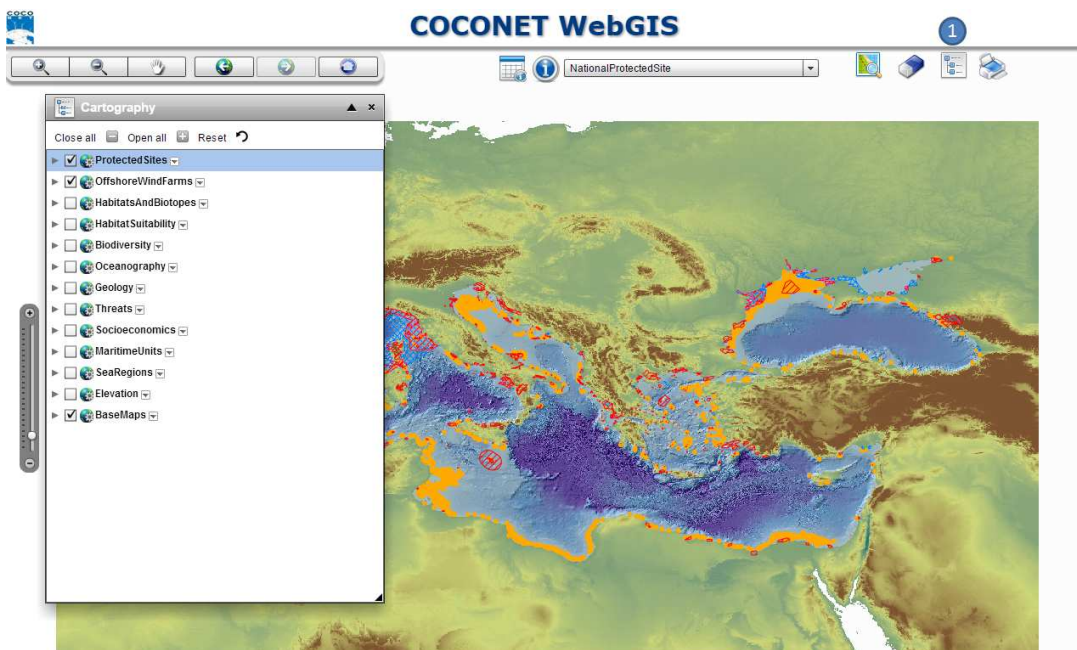 COCO
COCONET WebGIS
1
NationalProtectedSite
Cartography
Close all Open all Reset
ProtectedSites
OffshoreWindFarms
HabitatsAndBiotopes
HabitatSuitability
Biodiversity
Oceanography
Geology
Threats
Socioeconomics
MaritimeUnits
SeaRegions
Elevation
BaseMaps